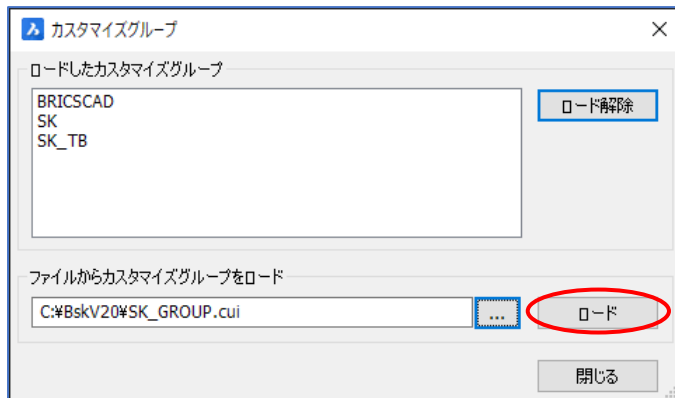 カスタマイズグループ
ロードしたカスタマイズグループ
BRICSCAD
SK
SK_TB
ロード解除
ファイルからカスタマイズグループをロード
C:¥BskV20¥SK_GROUP.cui
...
ロード
閉じる